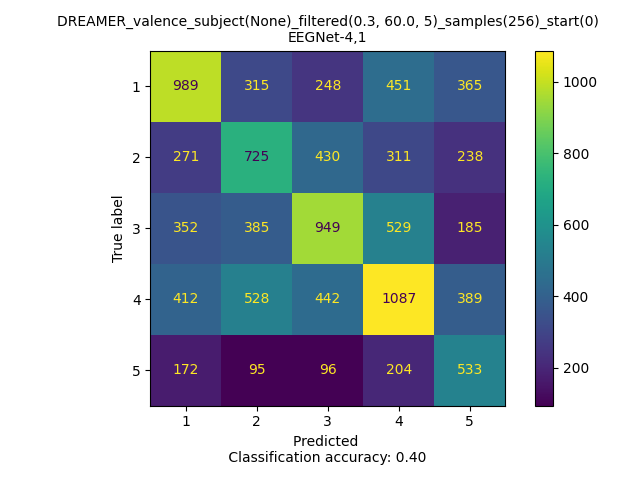 DREAMER_valence_subject(None)_filtered(0.3, 60.0, 5)_samples(256)_start(0)
EEGNet-4,1
1 989 315 248 451 365
2 271 725 430 311 238
3 352 385 949 529 185
4 412 528 442 1087 389
5 172 95 96 204 533
1 2 3 4 5
True label
Predicted
Classification accuracy: 0.40
1000
800
600
400
200